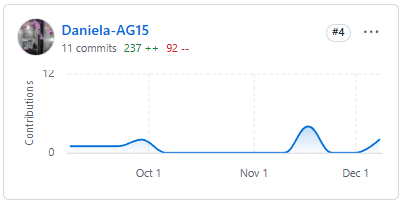 Daniela-AG15
#4
11 commits 237 ++ 92 --
Contributions
12
0
Oct 1 Nov 1 Dec 1